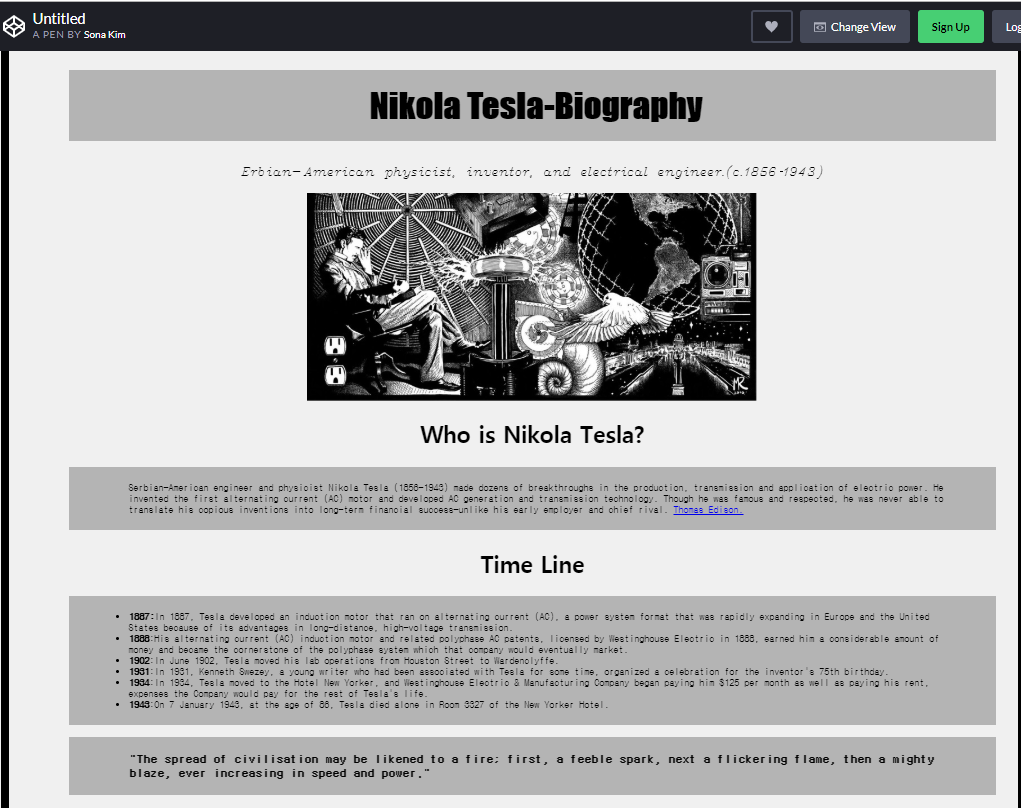 Untitled
A PEN BY Sona Kim
Change View
Sign Up
Log
Nikola Tesla-Biography
Erbian-American physicist, inventor, and electrical engineer.(c.1856-1943)
MR
Who is Nikola Tesla?
Serbian-American engineer and physicist Nikola Tesla (1856-1943) made dozens of breakthroughs in the production, transmission and application of electric power. He
invented the first alternating current (AC) motor and developed AC generation and transmission technology. Though he was famous and respected, he was never able to
translate his copious inventions into long-term financial success-unlike his early employer and chief rival. Thomas Edison.
Time Line
1887:In 1887, Tesla developed an induction motor that ran on alternating current (AC), a power system format that was rapidly expanding in Europe and the United
States because of its advantages in long-distance, high-voltage transmission.
1888:His alternating current (AC) induction motor and related polyphase AC patents, licensed by Westinghouse Electric in 1888, earned him a considerable amount of
money and became the cornerstone of the polyphase system which that company would eventually market.
1902:In June 1902, Tesla moved his lab operations from Houston Street to Wardenclyffe.
1931:In 1931, Kenneth Swezey, a young writer who had been associated with Tesla for some time, organized a celebration for the inventor's 75th birthday.
1934:In 1934, Tesla moved to the Hotel New Yorker, and Westinghouse Electric & Manufacturing Company began paying him $125 per month as well as paying his rent,
expenses the Company would pay for the rest of Tesla's life.
1943:On 7 January 1943, at the age of 86, Tesla died alone in Room 3327 of the New Yorker Hotel.
"The spread of civilisation may be likened to a fire: first, a feeble spark, next a flickering flame, then a mighty
blaze, ever increasing in speed and power."